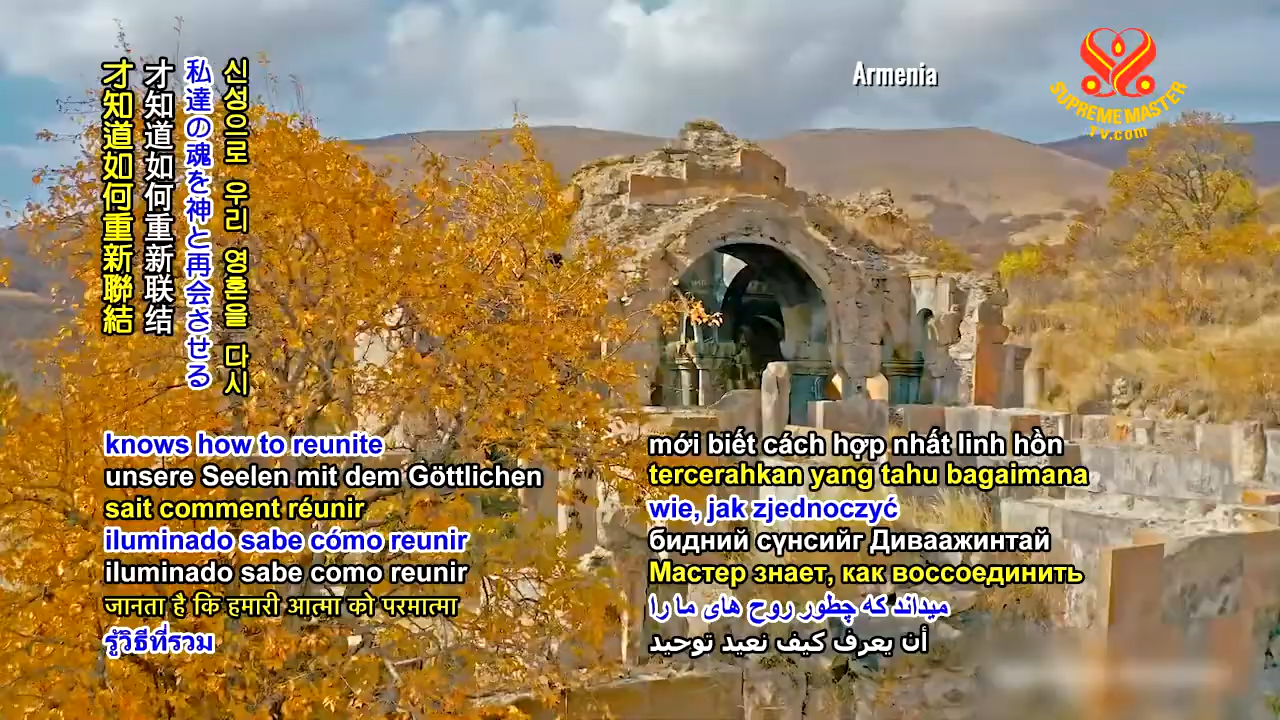 Armenia
SUPREME MASTER
TV.com
才知道如何重新聯結
才知道如何重新联结
私達の魂を神と再会させる
신성으로 우리 영혼을 다시
knows how to reunite
unsere Seelen mit dem Göttlichen
sait comment réunir
iluminado sabe cómo reunir
iluminado sabe como reunir
जानता है कि हमारी आत्मा को परमात्मा
รู้วิธีที่รวม
mới biết cách hợp nhất linh hồn
tercerahkan yang tahu bagaimana
wie, jak zjednoczyć
бидний сүнсийг Диваажинтай
Мастер знает, как воссоединить
میداند که چطور روح های ما را
أن يعرف كيف نعيد توحيد